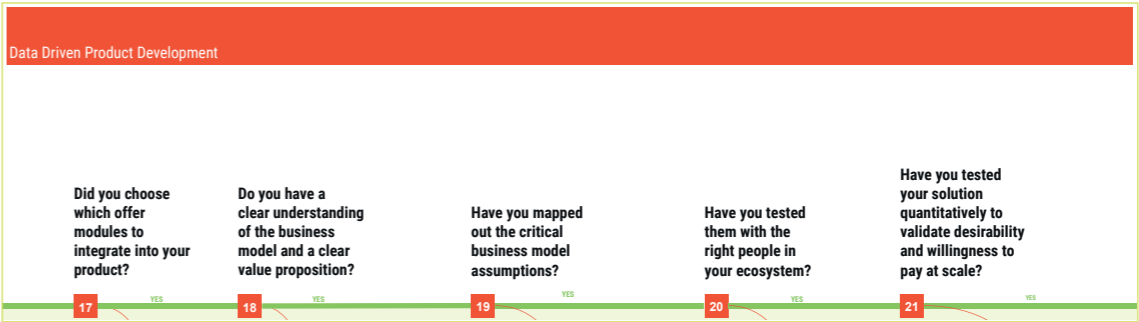 Data Driven Product Development
Did you choose
which offer
modules to
integrate into your
product?
Do you have a
clear understanding
of the business
model and a clear
value proposition?
Have you mapped
out the critical
business model
assumptions?
Have you tested
them with the
right people in
your ecosystem?
Have you tested
your solution
quantitatively to
validate desirability
and willingness to
pay at scale?
17
YES
18
YES
19
YES
20
YES
21
YES